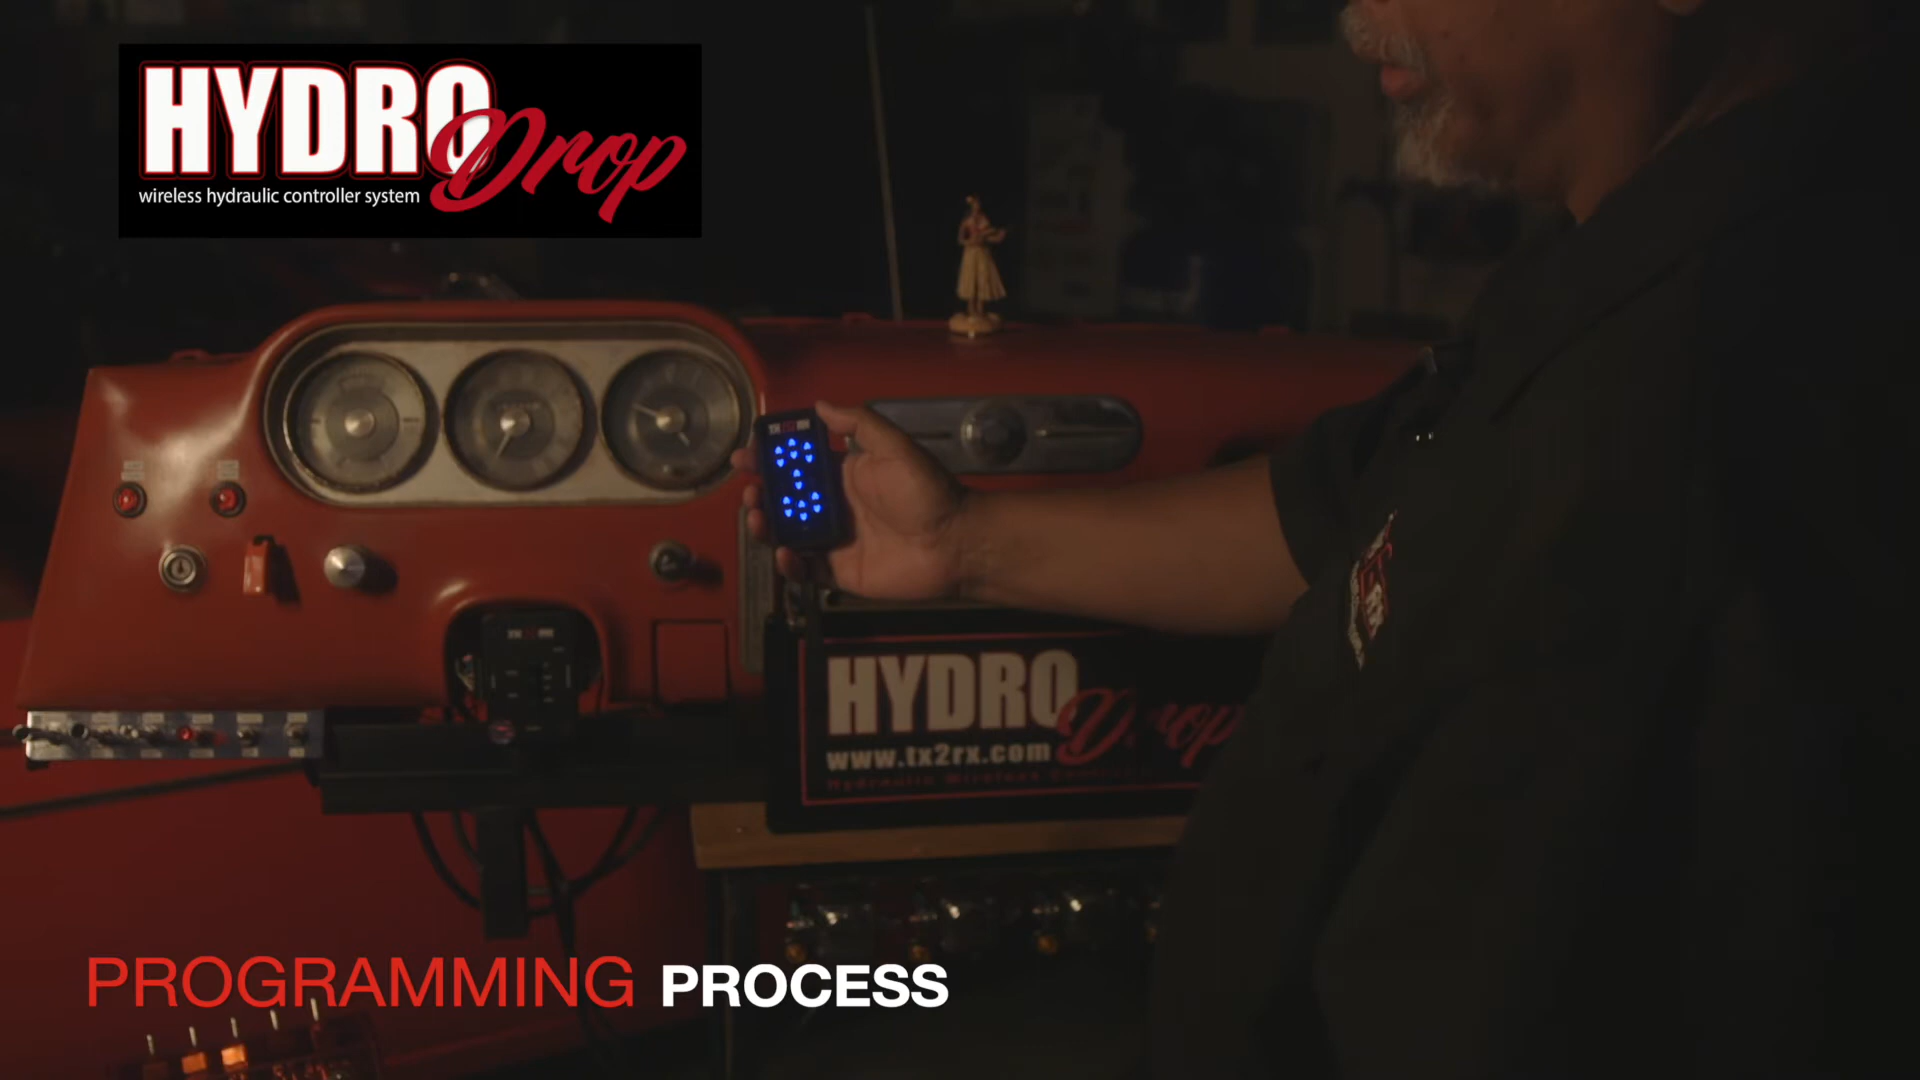 HYDRO Drop
wireless hydraulic controller system
HYDRO Drop
www.tx2rx.com
PROGRAMMING PROCESS